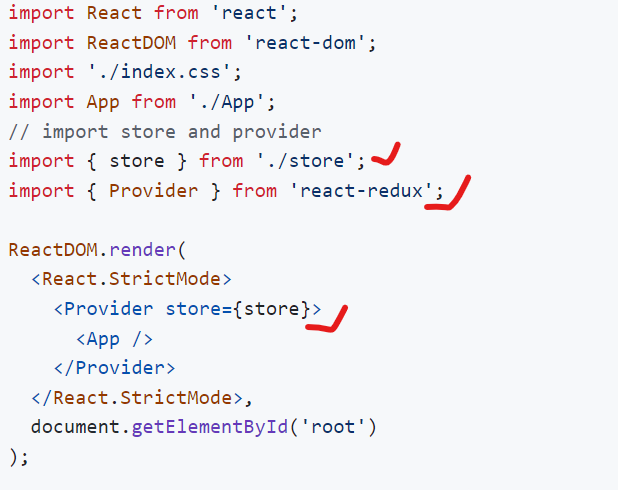 import React from 'react';
import ReactDOM from 'react-dom';
import './index.css';
import App from './App';
// import store and provider
import { store } from './store';
import { Provider } from 'react-redux';
ReactDOM.render(
  <React.StrictMode>
    <Provider store={store}>
      <App />
    </Provider>
  </React.StrictMode>,
  document.getElementById('root')
);